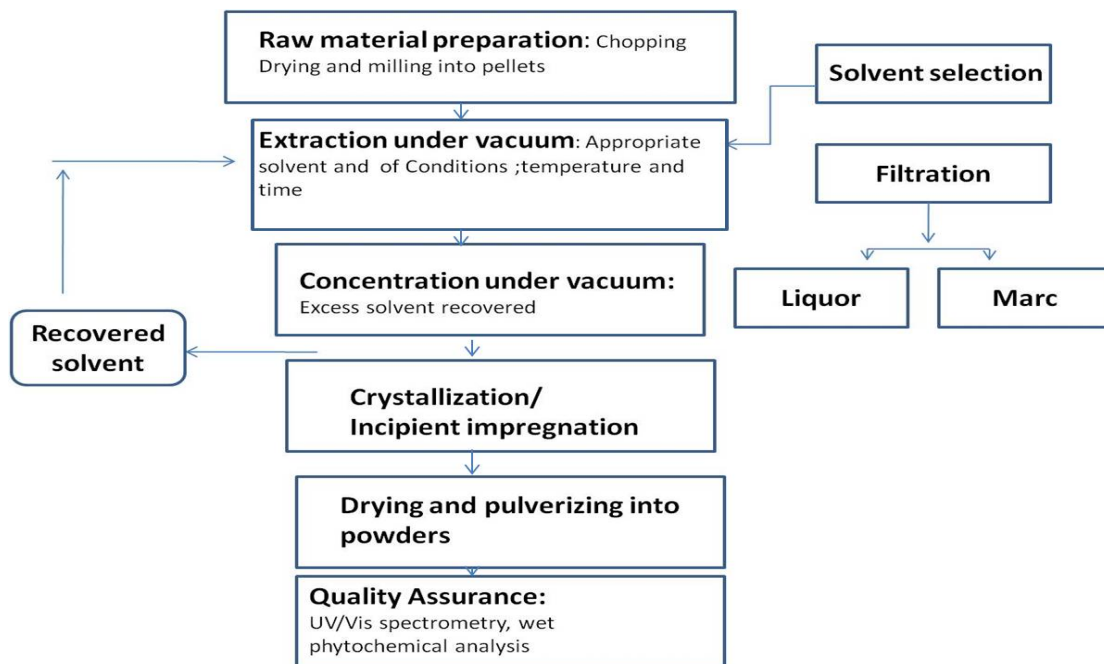 Raw material preparation: Chopping
Drying and milling into pellets
Solvent selection
Extraction under vacuum: Appropriate
solvent and of Conditions ;temperature and
time
Filtration
Concentration under vacuum:
Excess solvent recovered
Liquor
Marc
Recovered
solvent
Crystallization/
Incipient impregnation
Drying and pulverizing into
powders
Quality Assurance:
UV/Vis spectrometry, wet
phytochemical analysis